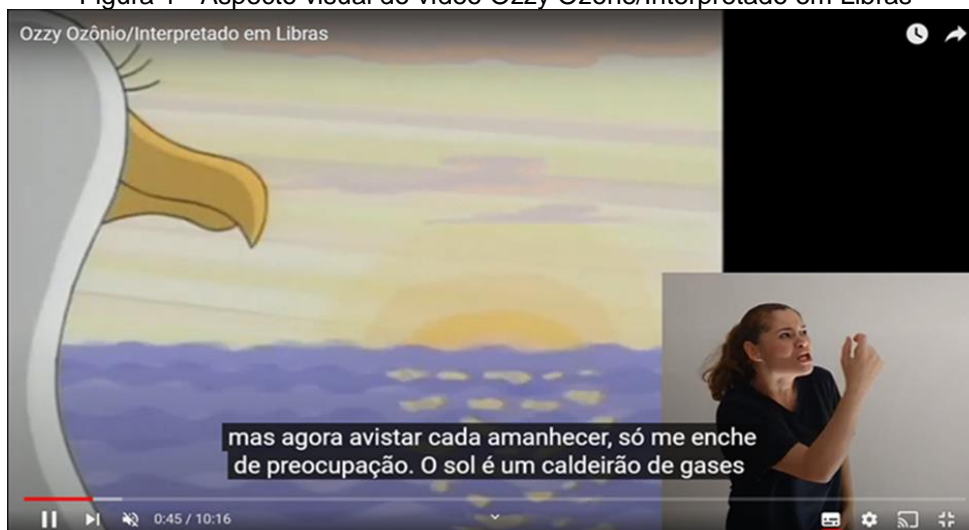 Figura 1 - Aspecto visual do vídeo Ozzy Ozônio/Interpretado em Libras
Ozzy Ozônio/Interpretado em Libras
mas agora avistar cada amanhecer, só me enche
de preocupação. O sol é um caldeirão de gases
0:45 / 10:16